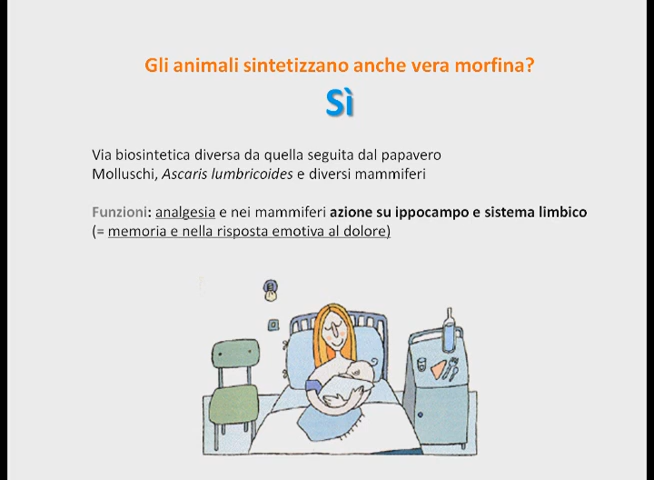 Gli animali sintetizzano anche vera morfina?
Sì
Via biosintetica diversa da quella seguita dal papavero
Molluschi, Ascaris lumbricoides e diversi mammiferi
Funzioni: analgesia e nei mammiferi azione su ippocampo e sistema limbico
(= memoria e nella risposta emotiva al dolore)